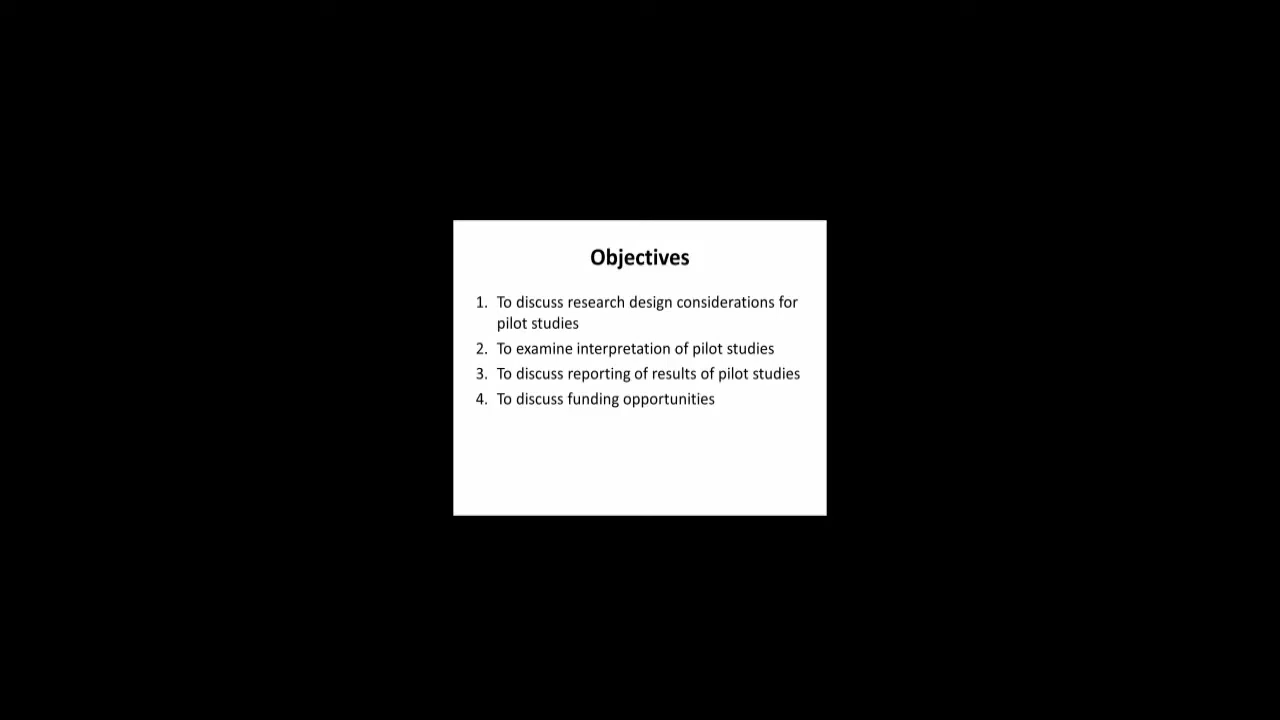 Objectives
1. To discuss research design considerations for
pilot studies
2. To examine interpretation of pilot studies
3. To discuss reporting of results of pilot studies
4. To discuss funding opportunities